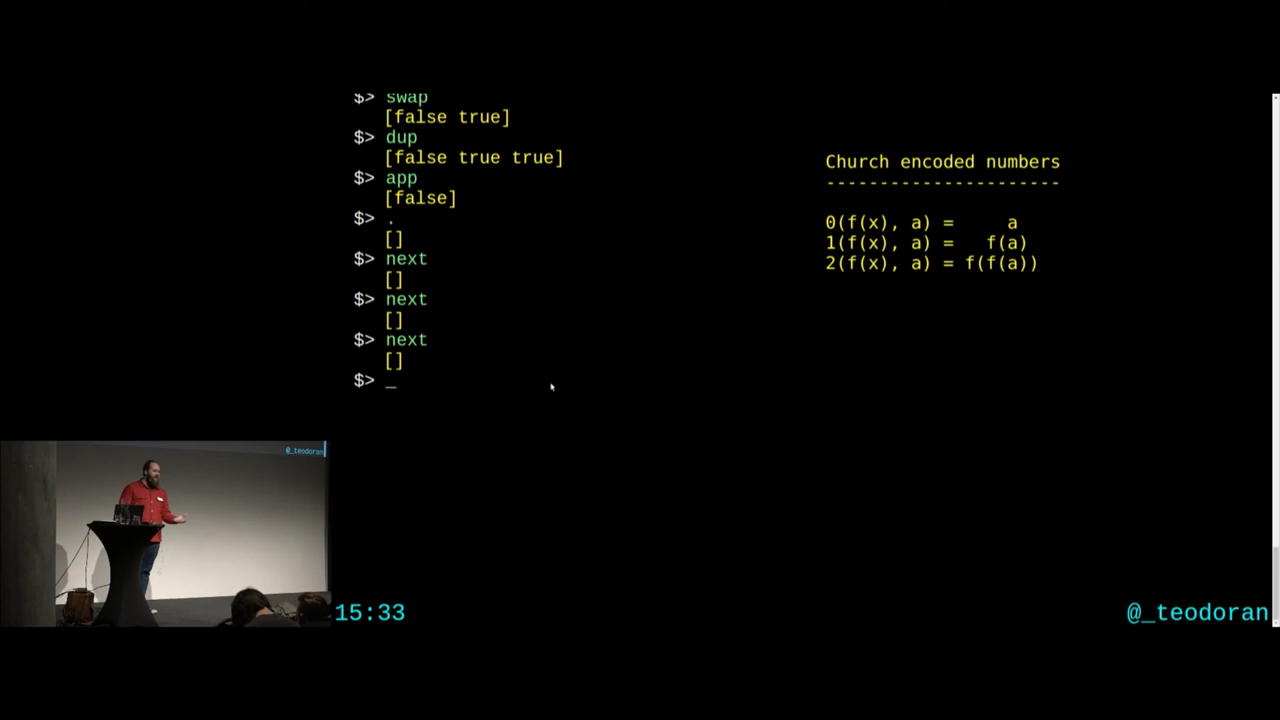 $> swap
[false true]
$> dup
[false true true]
$> app
[false]
$> .
[]
$> next
[]
$> next
[]
$> next
[]
$> _
Church encoded numbers
----------------------
0(f(x), a) =     a
1(f(x), a) =   f(a)
2(f(x), a) = f(f(a))
@_teodoran
15:33
@_teodoran